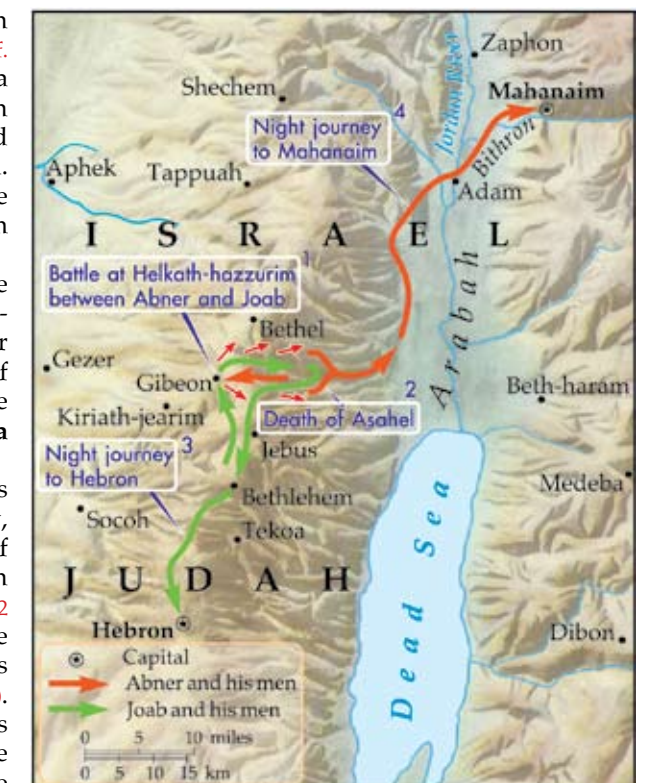 Zaphon
Shechem
Mahanaim
Jordan River
4
Night journey
to Mahanaim
Bithron
Aphek
Tappuah
Adam
I S R A E L
1
Battle at Helkath-hazzurim
between Abner and Joab
Bethel
Arabah
Gezer
Gibeon
2
Beth-haram
Kiriath-jearim
Death of Asahel
Night journey 3
to Hebron
Jebus
Medeba
Bethlehem
Socoh
Tekoa
Dead Sea
J U D A H
Hebron
Dibon
Capital
Abner and his men
Joab and his men
0 5 10 miles
0 5 10 15 km